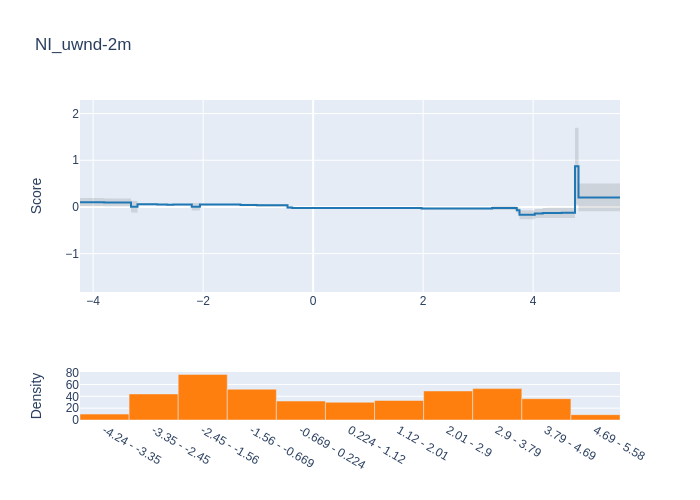 NI_uwnd-2m
2
1
0
−1
Score
−4
−2
0
2
4
80
60
40
20
0
Density
-4.24 - -3.35
-3.35 - -2.45
-2.45 - -1.56
-1.56 - -0.669
-0.669 - 0.224
0.224 - 1.12
1.12 - 2.01
2.01 - 2.9
2.9 - 3.79
3.79 - 4.69
4.69 - 5.58